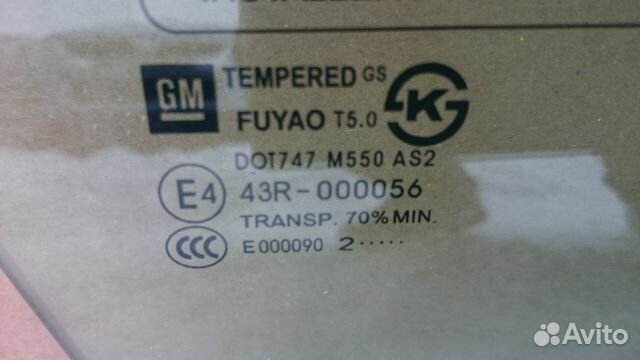 GM TEMPERED GS
FUYAO T5.0
K
DOT747 M550 AS2
E4 43R-000056
TRANSP. 70% MIN.
CCC E000090 2·····
Avito